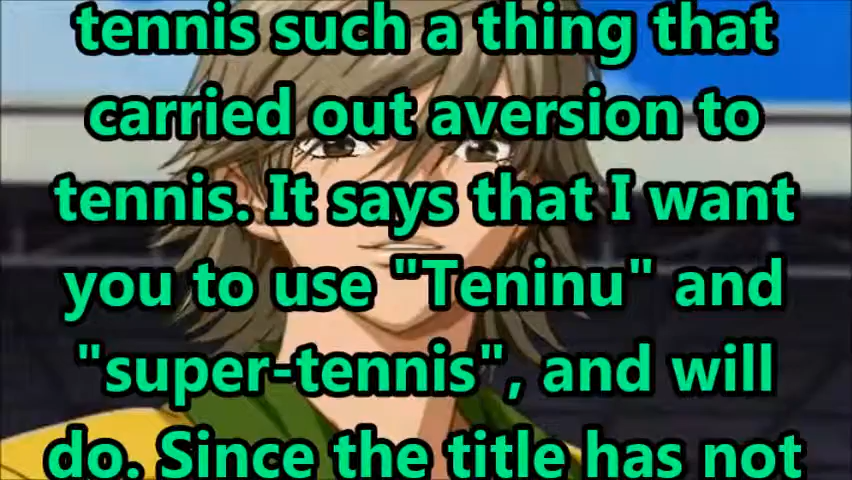 tennis such a thing that
carried out aversion to
tennis. It says that I want
you to use "Teninu" and
"super-tennis", and will
do. Since the title has not